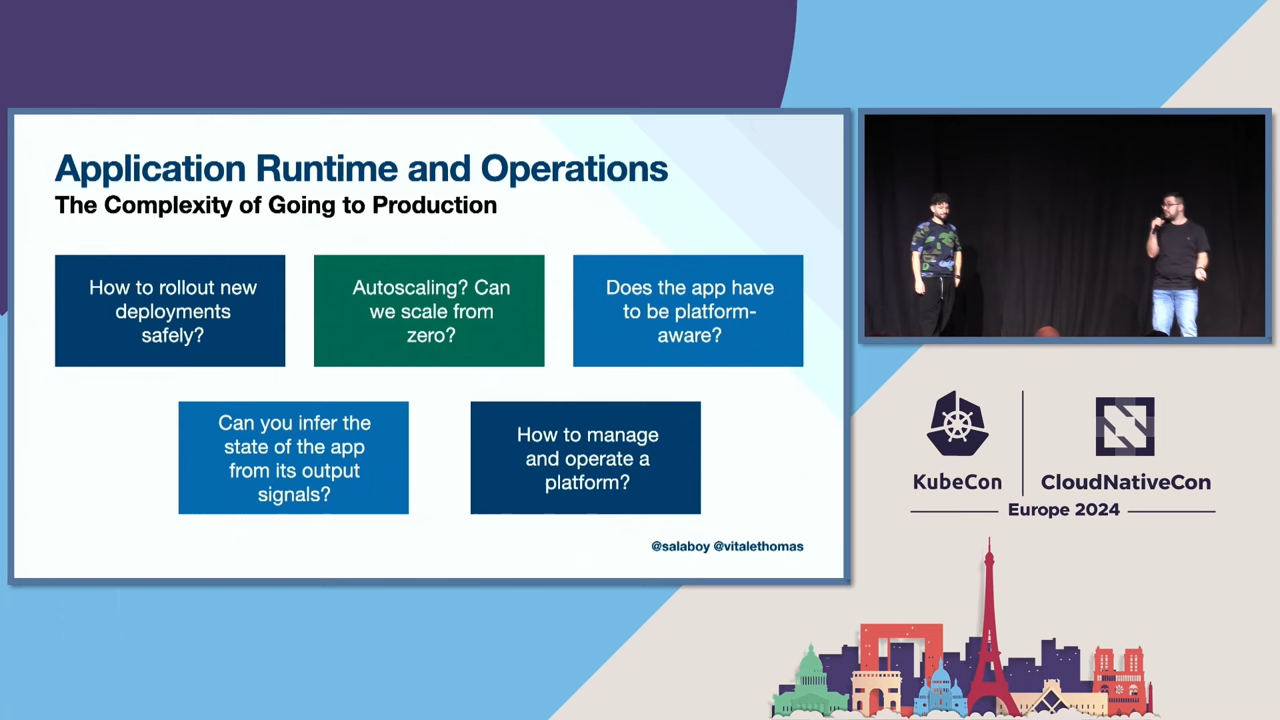 Application Runtime and Operations
The Complexity of Going to Production
How to rollout new
deployments
safely?
Autoscaling? Can
we scale from
zero?
Does the app have
to be platform-
aware?
Can you infer the
state of the app
from its output
signals?
How to manage
and operate a
platform?
@salaboy @vitalethomas
KubeCon
CloudNativeCon
Europe 2024